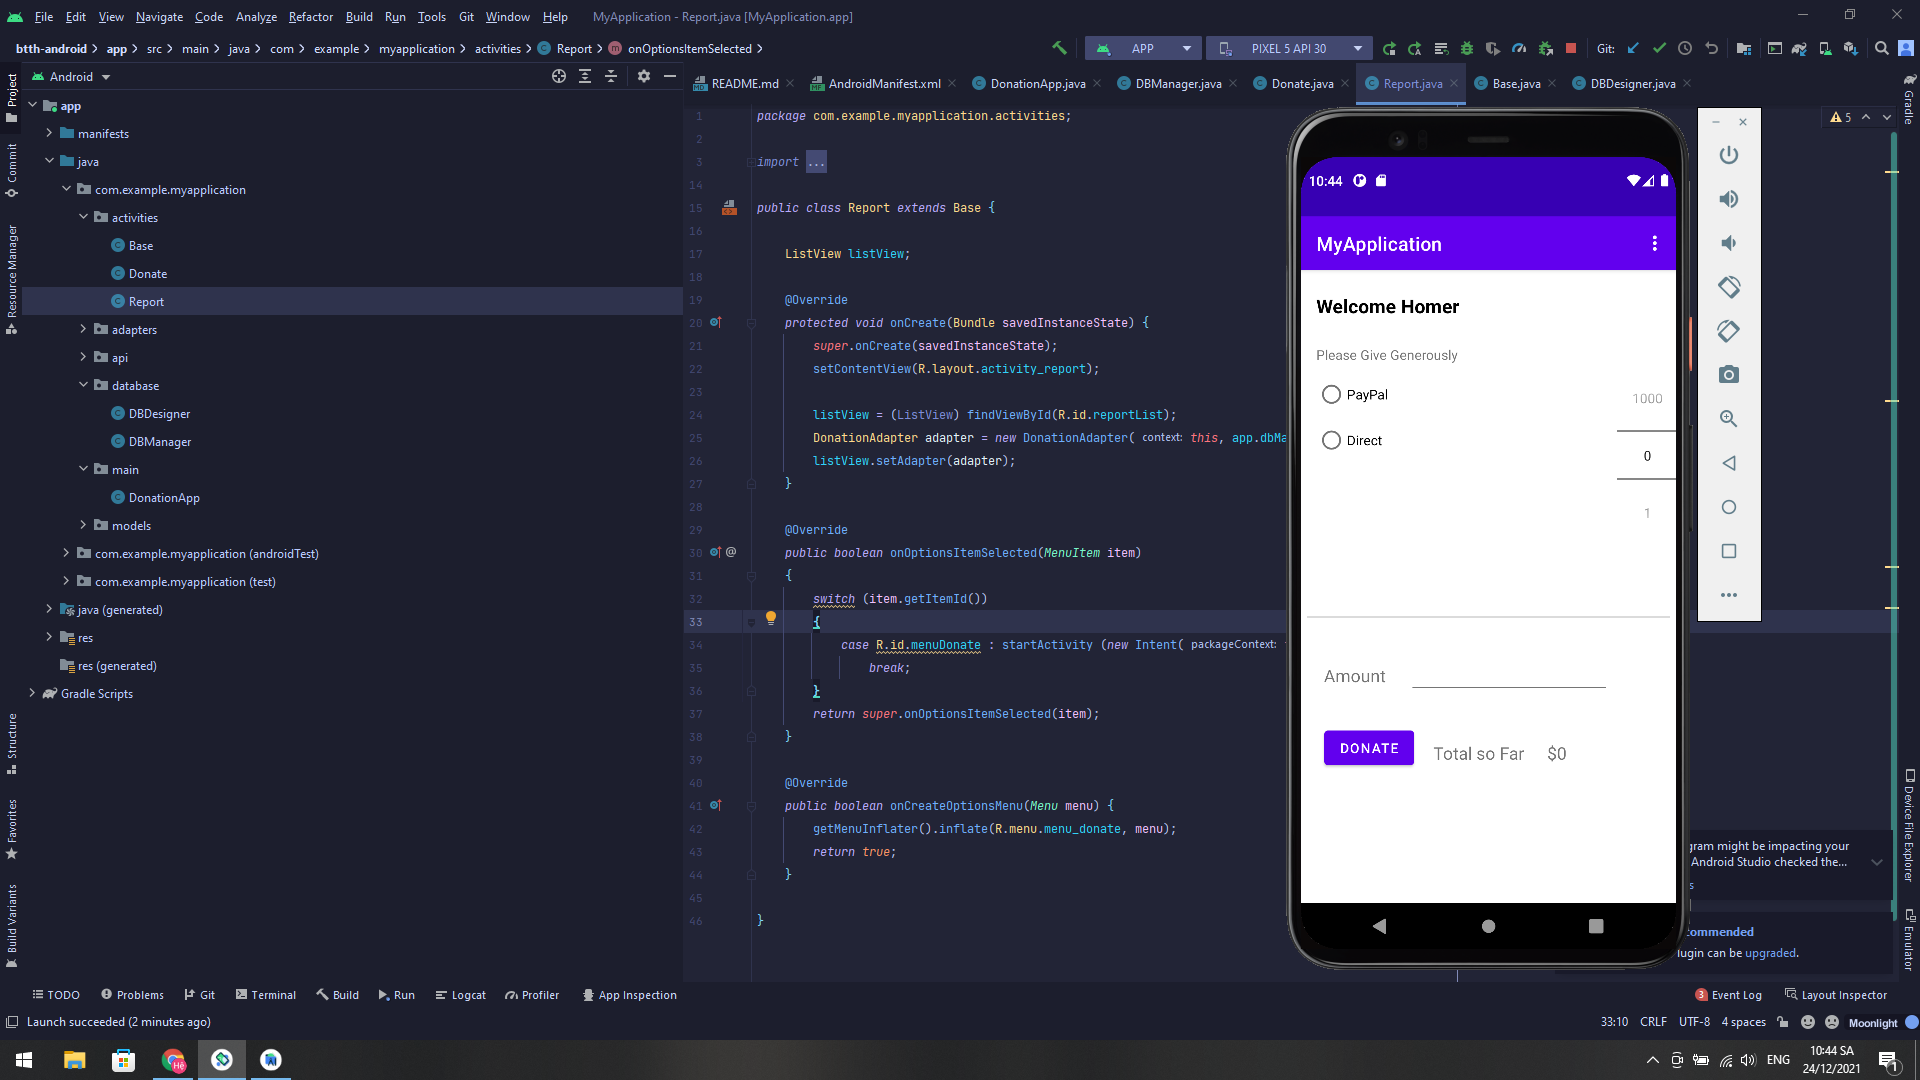 File Edit View Navigate Code Analyze Refactor Build Run Tools Git Window Help MyApplication - Report.java [MyApplication.app]
btth-android app src main java com example myapplication activities Report onOptionsItemSelected APP PIXEL 5 API 30 Git:
Android
README.md AndroidManifest.xml DonationApp.java DBManager.java Donate.java Report.java Base.java DBDesigner.java
Project
Commit
Resource Manager
Structure
Favorites
Build Variants
app
manifests
java
com.example.myapplication
activities
Base
Donate
Report
adapters
api
database
DBDesigner
DBManager
main
DonationApp
models
com.example.myapplication (androidTest)
com.example.myapplication (test)
java (generated)
res
res (generated)
Gradle Scripts
1 package com.example.myapplication.activities;
2
3 import ...
14
15 public class Report extends Base {
16
17 ListView listView;
18
19 @Override
20 protected void onCreate(Bundle savedInstanceState) {
21 super.onCreate(savedInstanceState);
22 setContentView(R.layout.activity_report);
23
24 listView = (ListView) findViewById(R.id.reportList);
25 DonationAdapter adapter = new DonationAdapter( context: this, app.dbMa
26 listView.setAdapter(adapter);
27 }
28
29 @Override
30 @ public boolean onOptionsItemSelected(MenuItem item)
31 {
32 switch (item.getItemId())
33 {
34 case R.id.menuDonate : startActivity (new Intent( packageContext:
35 break;
36 }
37 return super.onOptionsItemSelected(item);
38 }
39
40 @Override
41 public boolean onCreateOptionsMenu(Menu menu) {
42 getMenuInflater().inflate(R.menu.menu_donate, menu);
43 return true;
44 }
45
46 }
5
10:44
MyApplication
Welcome Homer
Please Give Generously
PayPal
Direct
1000
0
1
Amount
DONATE Total so Far $0
Gradle
Device File Explorer
Emulator
gram might be impacting your
Android Studio checked the...
s
commended
lugin can be upgraded.
TODO Problems Git Terminal Build Run Logcat Profiler App Inspection 3 Event Log Layout Inspector
Launch succeeded (2 minutes ago) 33:10 CRLF UTF-8 4 spaces Moonlight
ENG 10:44 SA
24/12/2021
1